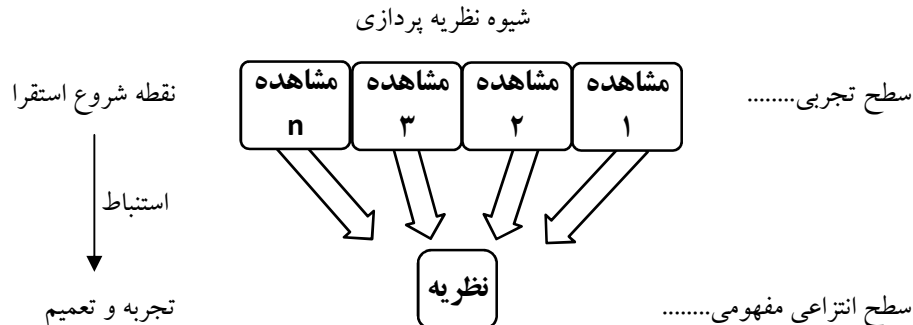 شیوه نظریه پردازی
سطح تجربی........
مشاهده ۱
مشاهده ۲
مشاهده ۳
مشاهده n
نقطه شروع استقرا
استنباط
نظریه
سطح انتزاعی مفهومی........
تجربه و تعمیم